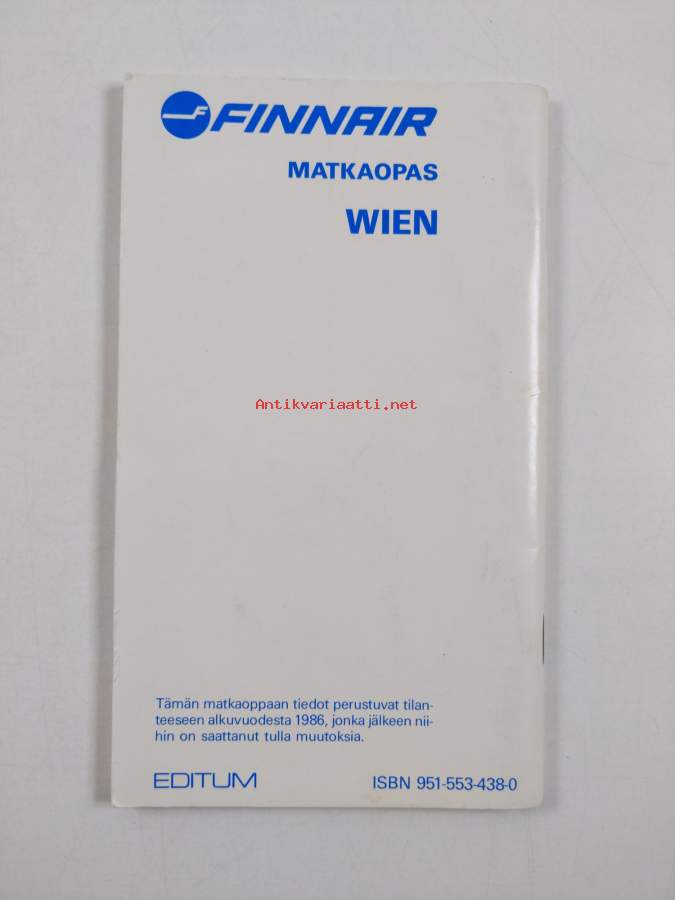 FINNAIR
MATKAOPAS
WIEN
Antikvariaatti.net
Tämän matkaoppaan tiedot perustuvat tilan-
teeseen alkuvuodesta 1986, jonka jälkeen nii-
hin on saattanut tulla muutoksia.
EDITUM ISBN 951-553-438-0